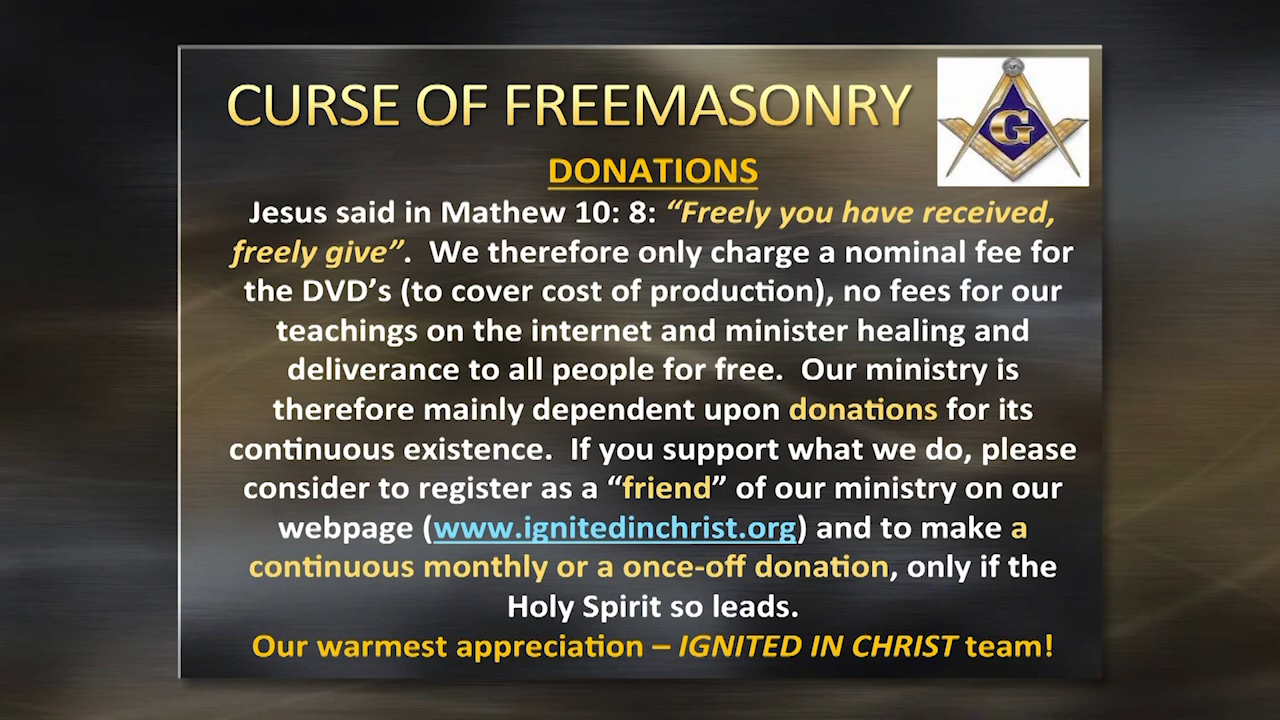 CURSE OF FREEMASONRY
G
DONATIONS
Jesus said in Mathew 10: 8: “Freely you have received,
freely give”.  We therefore only charge a nominal fee for
the DVD’s (to cover cost of production), no fees for our
teachings on the internet and minister healing and
deliverance to all people for free.  Our ministry is
therefore mainly dependent upon donations for its
continuous existence.  If you support what we do, please
consider to register as a “friend” of our ministry on our
webpage (www.ignitedinchrist.org) and to make a
continuous monthly or a once-off donation, only if the
Holy Spirit so leads.
Our warmest appreciation – IGNITED IN CHRIST team!